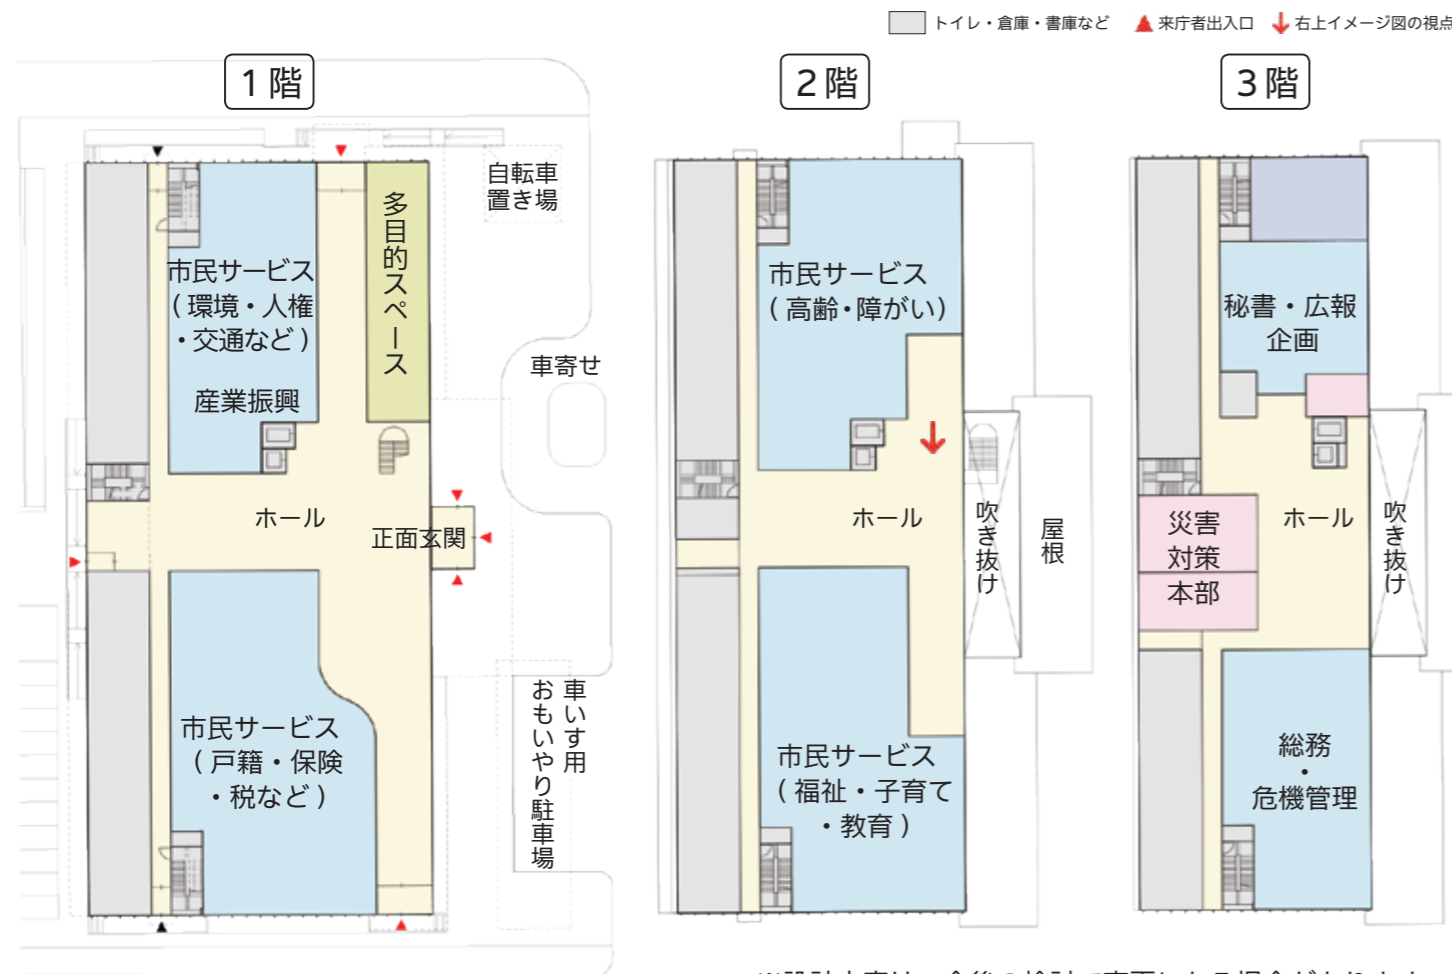 トイレ・倉庫・書庫など
来庁者出入口
右上イメージ図の視点
1階
2階
3階
自転車
置き場
多目的スペース
市民サービス
(環境・人権
・交通など)
産業振興
車寄せ
ホール
正面玄関
車いす用
おもいやり駐車場
市民サービス
(戸籍・保険
・税など)
市民サービス
(高齢・障がい)
ホール
吹き抜け
屋根
市民サービス
(福祉・子育て
・教育)
秘書・広報
企画
災害
対策
本部
ホール
吹き抜け
総務
・
危機管理